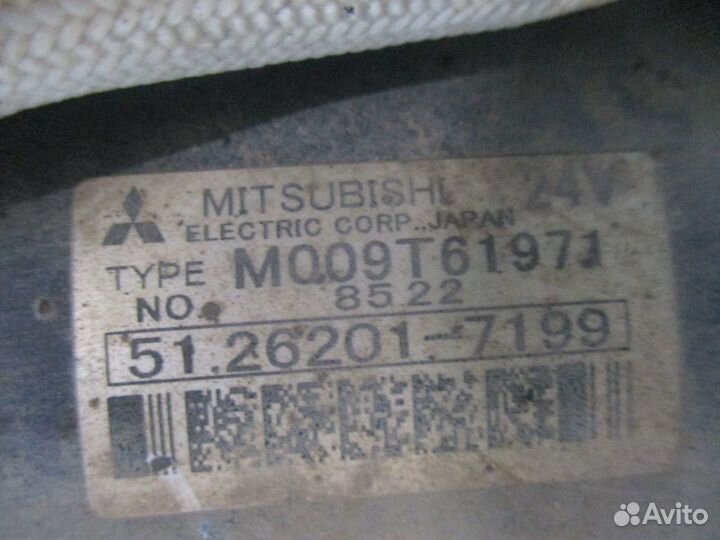 MITSUBISHI 24V
ELECTRIC CORP., JAPAN
TYPE M009T61971
NO. 8522
51.26201-7199
Avito